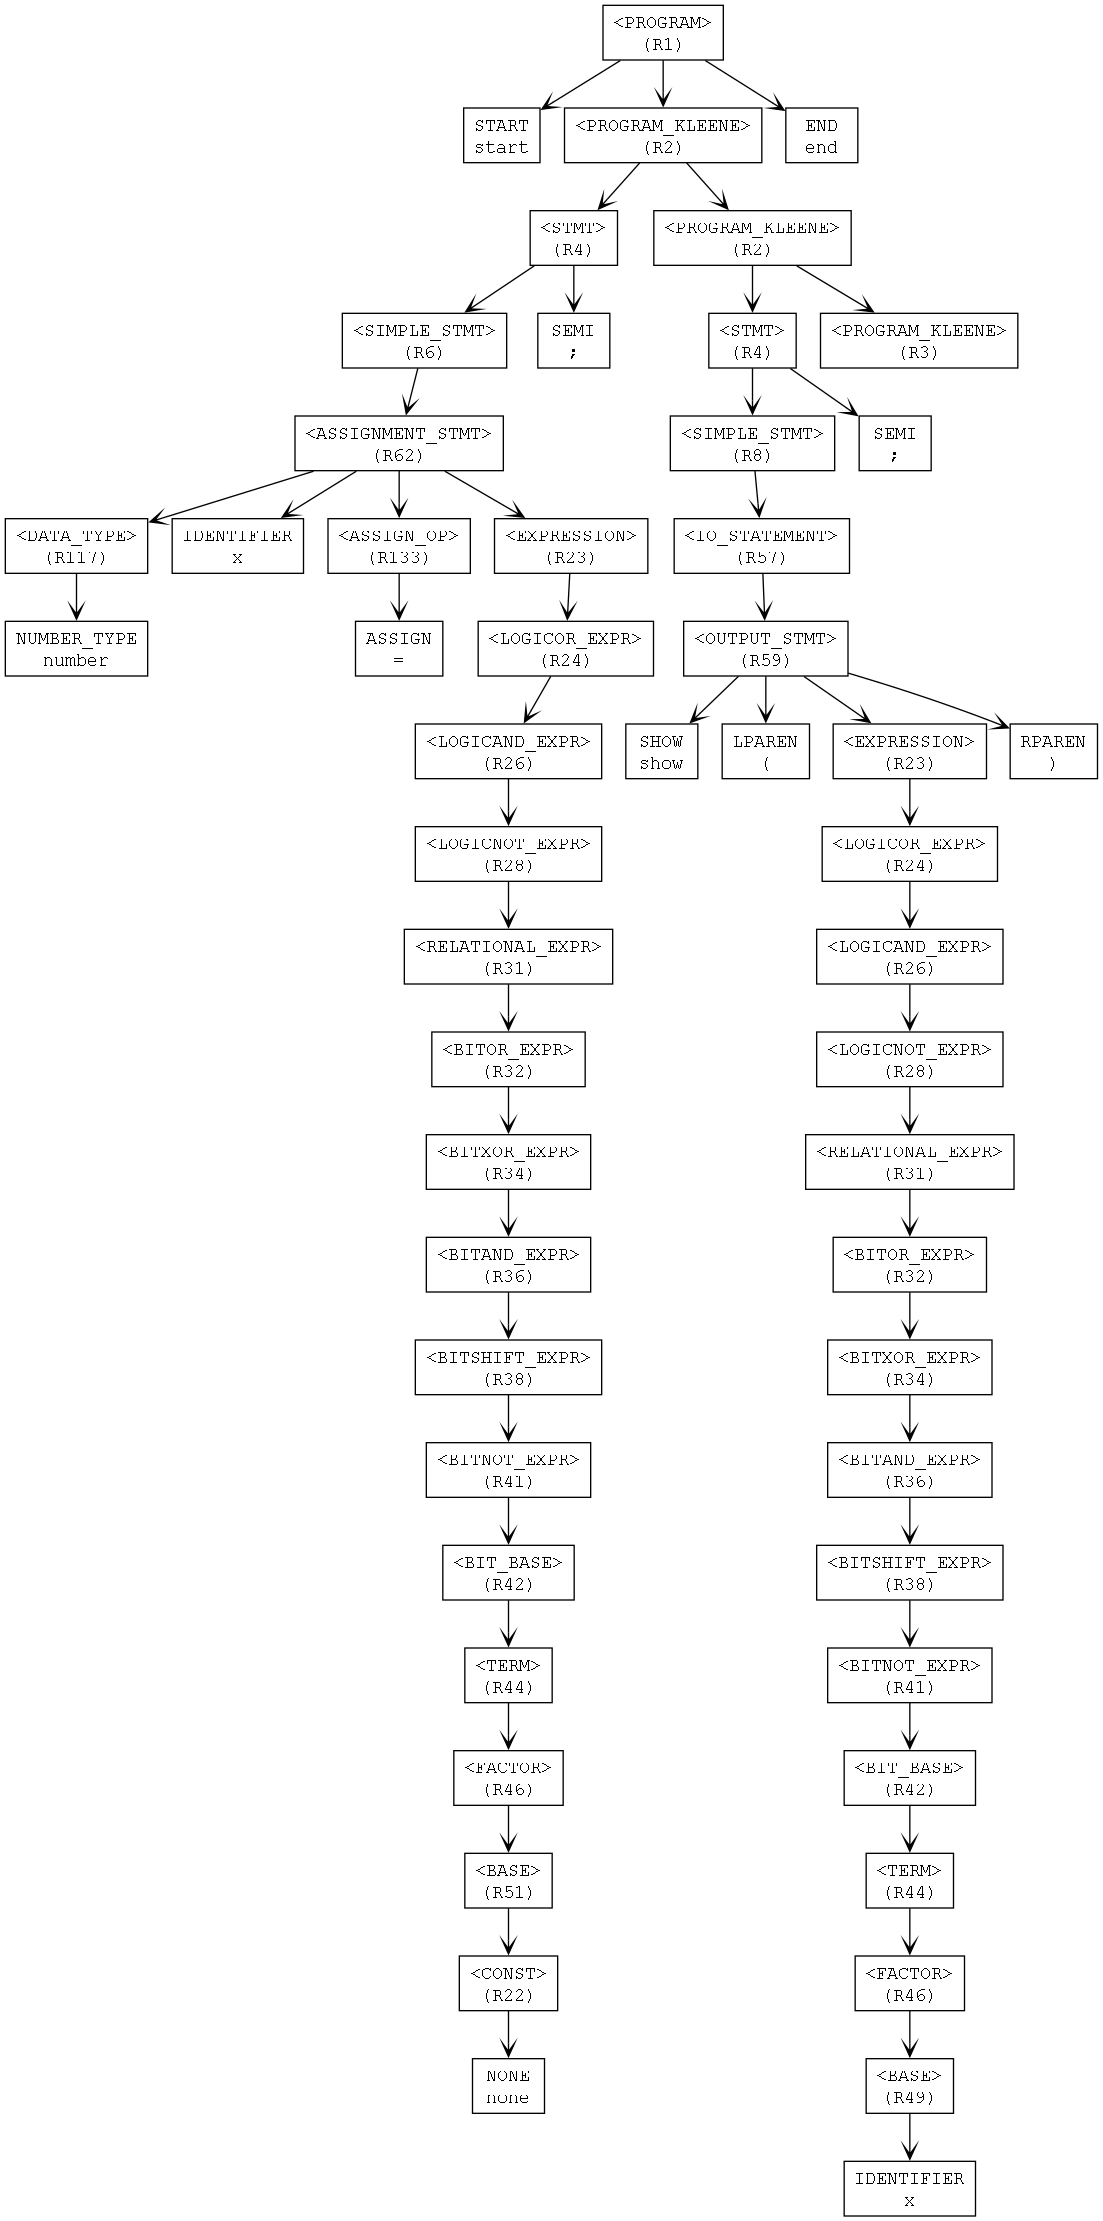 <PROGRAM>
(R1)
START
start
<PROGRAM_KLEENE>
(R2)
END
end
<STMT>
(R4)
<PROGRAM_KLEENE>
(R2)
<SIMPLE_STMT>
(R6)
SEMI
;
<STMT>
(R4)
<PROGRAM_KLEENE>
(R3)
<ASSIGNMENT_STMT>
(R62)
<SIMPLE_STMT>
(R8)
SEMI
;
<DATA_TYPE>
(R117)
IDENTIFIER
x
<ASSIGN_OP>
(R133)
<EXPRESSION>
(R23)
<IO_STATEMENT>
(R57)
NUMBER_TYPE
number
ASSIGN
=
<LOGICOR_EXPR>
(R24)
<OUTPUT_STMT>
(R59)
<LOGICAND_EXPR>
(R26)
SHOW
show
LPAREN
(
<EXPRESSION>
(R23)
RPAREN
)
<LOGICNOT_EXPR>
(R28)
<LOGICOR_EXPR>
(R24)
<RELATIONAL_EXPR>
(R31)
<LOGICAND_EXPR>
(R26)
<BITOR_EXPR>
(R32)
<LOGICNOT_EXPR>
(R28)
<BITXOR_EXPR>
(R34)
<RELATIONAL_EXPR>
(R31)
<BITAND_EXPR>
(R36)
<BITOR_EXPR>
(R32)
<BITSHIFT_EXPR>
(R38)
<BITXOR_EXPR>
(R34)
<BITNOT_EXPR>
(R41)
<BITAND_EXPR>
(R36)
<BIT_BASE>
(R42)
<BITSHIFT_EXPR>
(R38)
<TERM>
(R44)
<BITNOT_EXPR>
(R41)
<FACTOR>
(R46)
<BIT_BASE>
(R42)
<BASE>
(R51)
<TERM>
(R44)
<CONST>
(R22)
<FACTOR>
(R46)
NONE
none
<BASE>
(R49)
IDENTIFIER
x